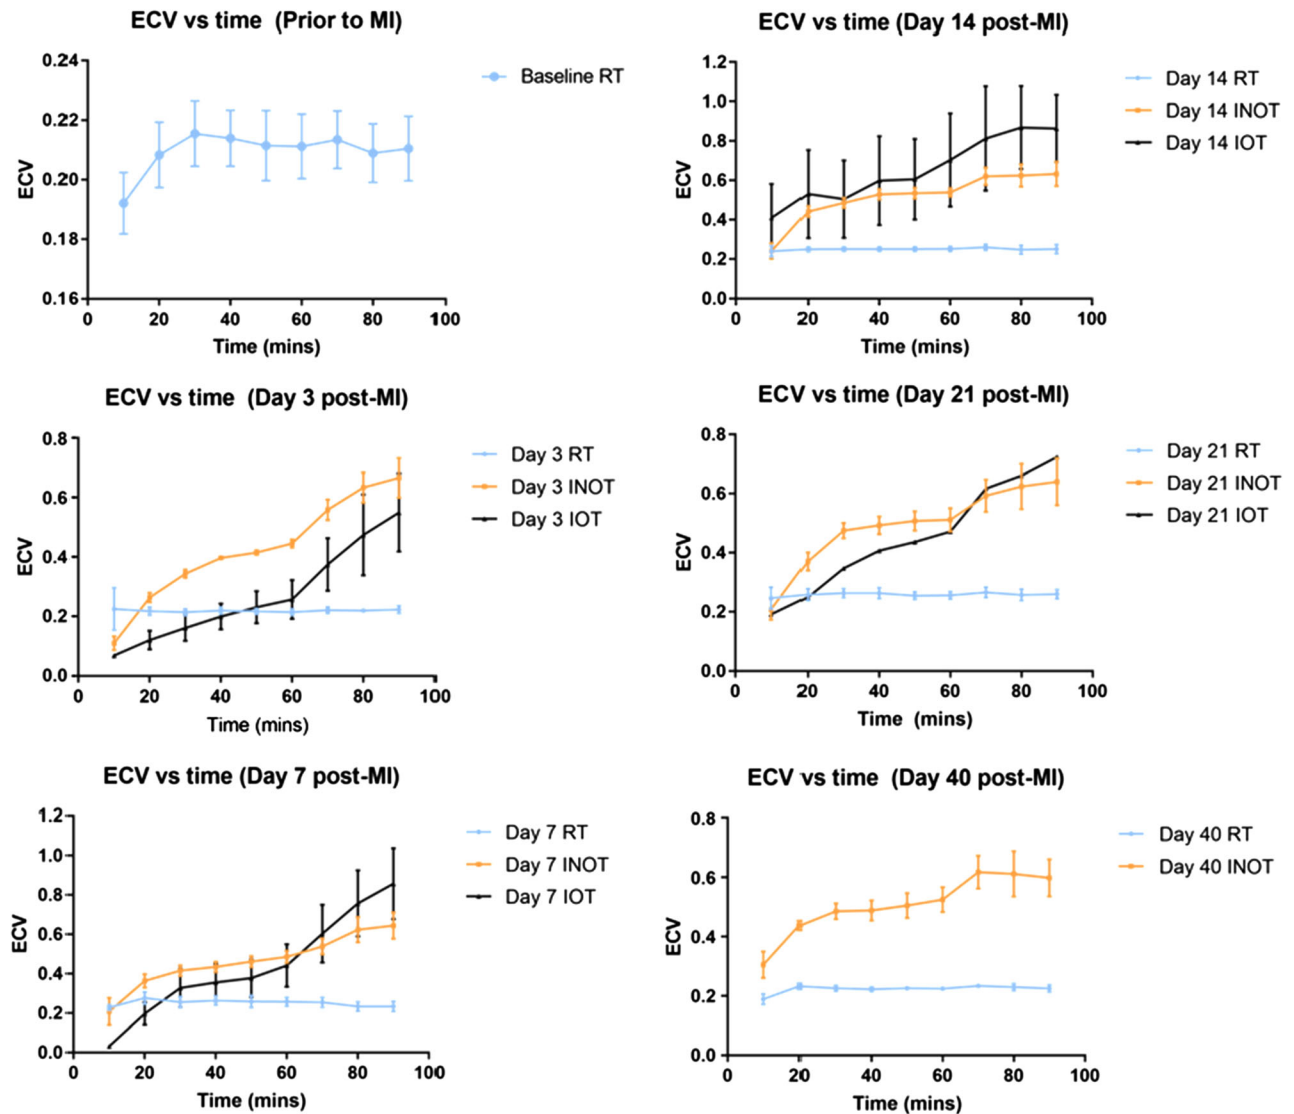 ECV vs time (Prior to MI)
0.24
0.22
0.20
0.18
0.16
ECV
0 20 40 60 80 100
Time (mins)
Baseline RT
ECV vs time (Day 14 post-MI)
1.2
1.0
0.8
0.6
0.4
0.2
0.0
ECV
0 20 40 60 80 100
Time (mins)
Day 14 RT
Day 14 INOT
Day 14 IOT
ECV vs time (Day 3 post-MI)
0.8
0.6
0.4
0.2
0.0
ECV
0 20 40 60 80 100
Time (mins)
Day 3 RT
Day 3 INOT
Day 3 IOT
ECV vs time (Day 21 post-MI)
0.8
0.6
0.4
0.2
0.0
ECV
0 20 40 60 80 100
Time (mins)
Day 21 RT
Day 21 INOT
Day 21 IOT
ECV vs time (Day 7 post-MI)
1.2
1.0
0.8
0.6
0.4
0.2
0.0
ECV
0 20 40 60 80 100
Time (mins)
Day 7 RT
Day 7 INOT
Day 7 IOT
ECV vs time (Day 40 post-MI)
0.8
0.6
0.4
0.2
0.0
ECV
0 20 40 60 80 100
Time (mins)
Day 40 RT
Day 40 INOT